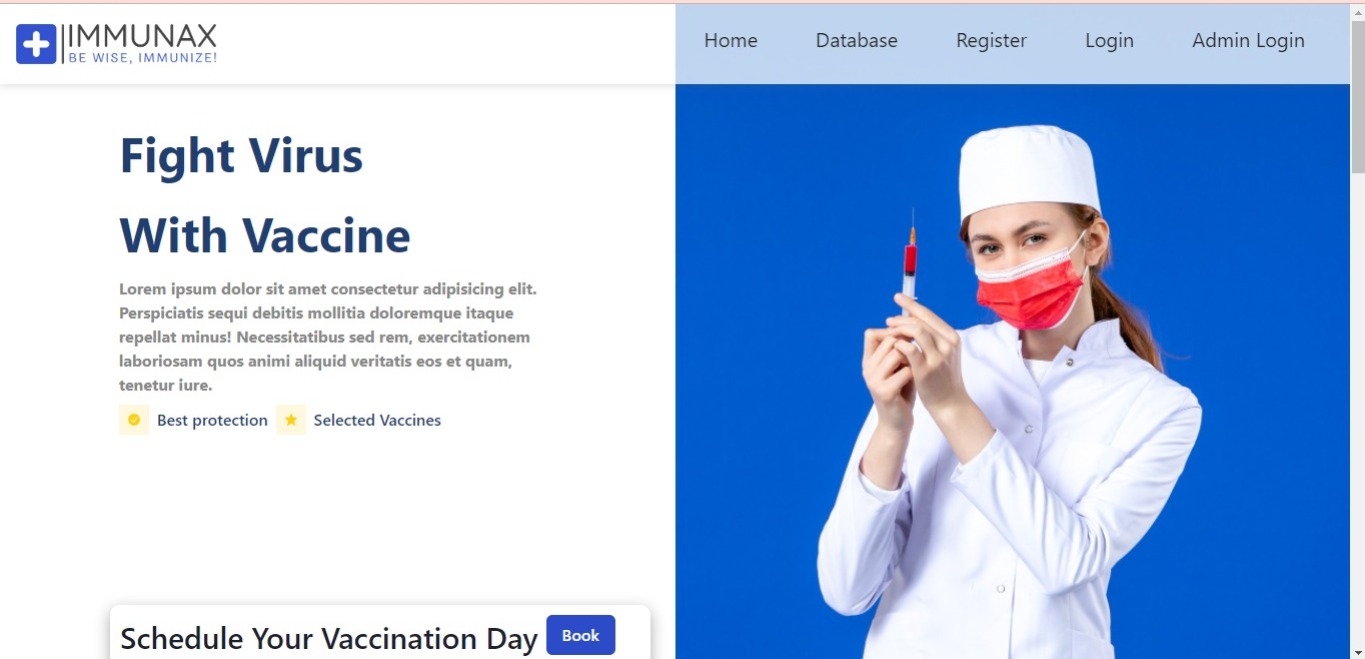 IMMUNAX
BE WISE, IMMUNIZE!
Home Database Register Login Admin Login
Fight Virus
With Vaccine
Lorem ipsum dolor sit amet consectetur adipisicing elit.
Perspiciatis sequi debitis mollitia doloremque itaque
repellat minus! Necessitatibus sed rem, exercitationem
laboriosam quos animi aliquid veritatis eos et quam,
tenetur iure.
Best protection Selected Vaccines
Schedule Your Vaccination Day Book